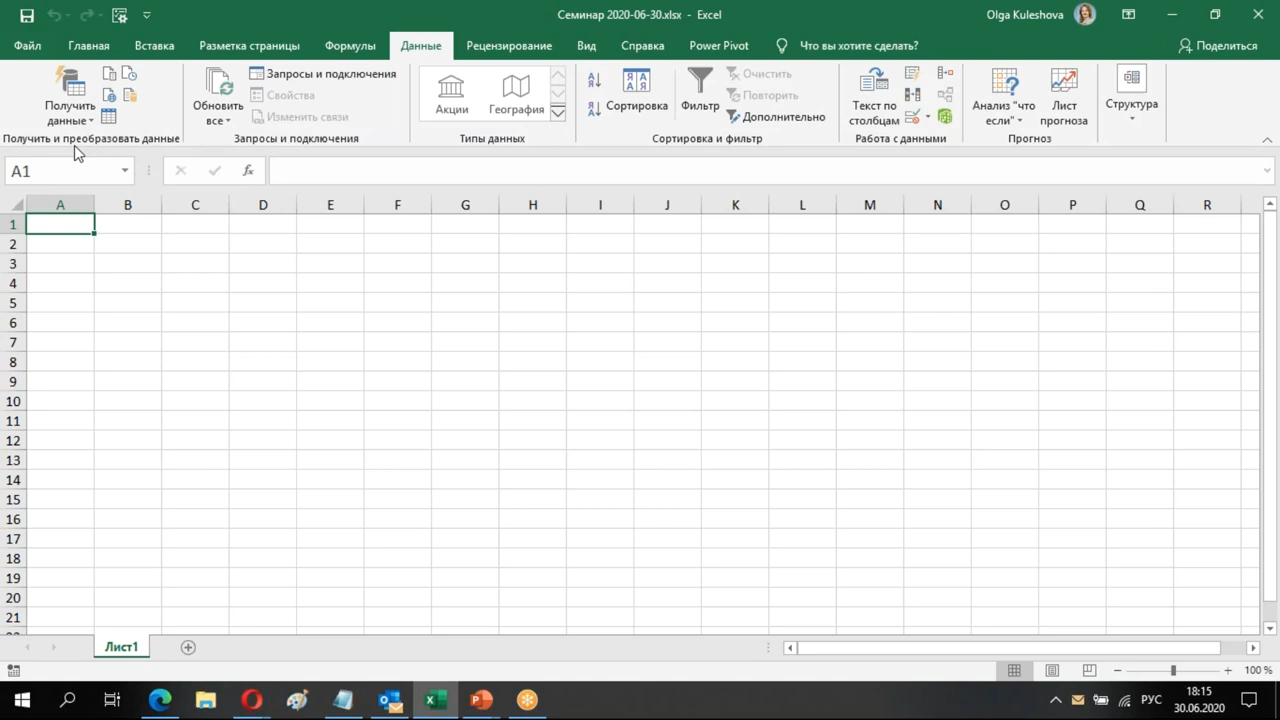 Семинар 2020-06-30.xlsx - Excel
Olga Kuleshova
Файл Главная Вставка Разметка страницы Формулы Данные Рецензирование Вид Справка Power Pivot Что вы хотите сделать? Поделиться
Получить данные
Получить и преобразовать данные
Обновить все
Запросы и подключения
Свойства
Изменить связи
Запросы и подключения
Акции
География
Типы данных
Сортировка
Фильтр
Очистить
Повторить
Дополнительно
Сортировка и фильтр
Текст по столбцам
Работа с данными
Анализ "что если"
Лист прогноза
Прогноз
Структура
A1
fx
A B C D E F G H I J K L M N O P Q R
1
2
3
4
5
6
7
8
9
10
11
12
13
14
15
16
17
18
19
20
21
Лист1
100 %
РУС
18:15
30.06.2020